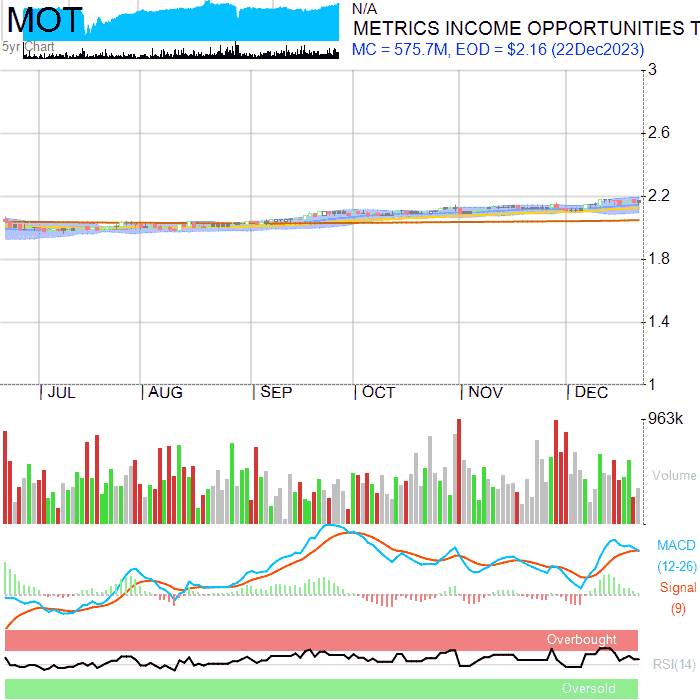 MOT
5yr Chart
N/A
METRICS INCOME OPPORTUNITIES T
MC = 575.7M, EOD = $2.16 (22Dec2023)
3
2.6
2.2
1.8
1.4
1
JUL AUG SEP OCT NOV DEC
963k
Volume
MACD
(12-26)
Signal
(9)
Overbought
RSI(14)
Oversold